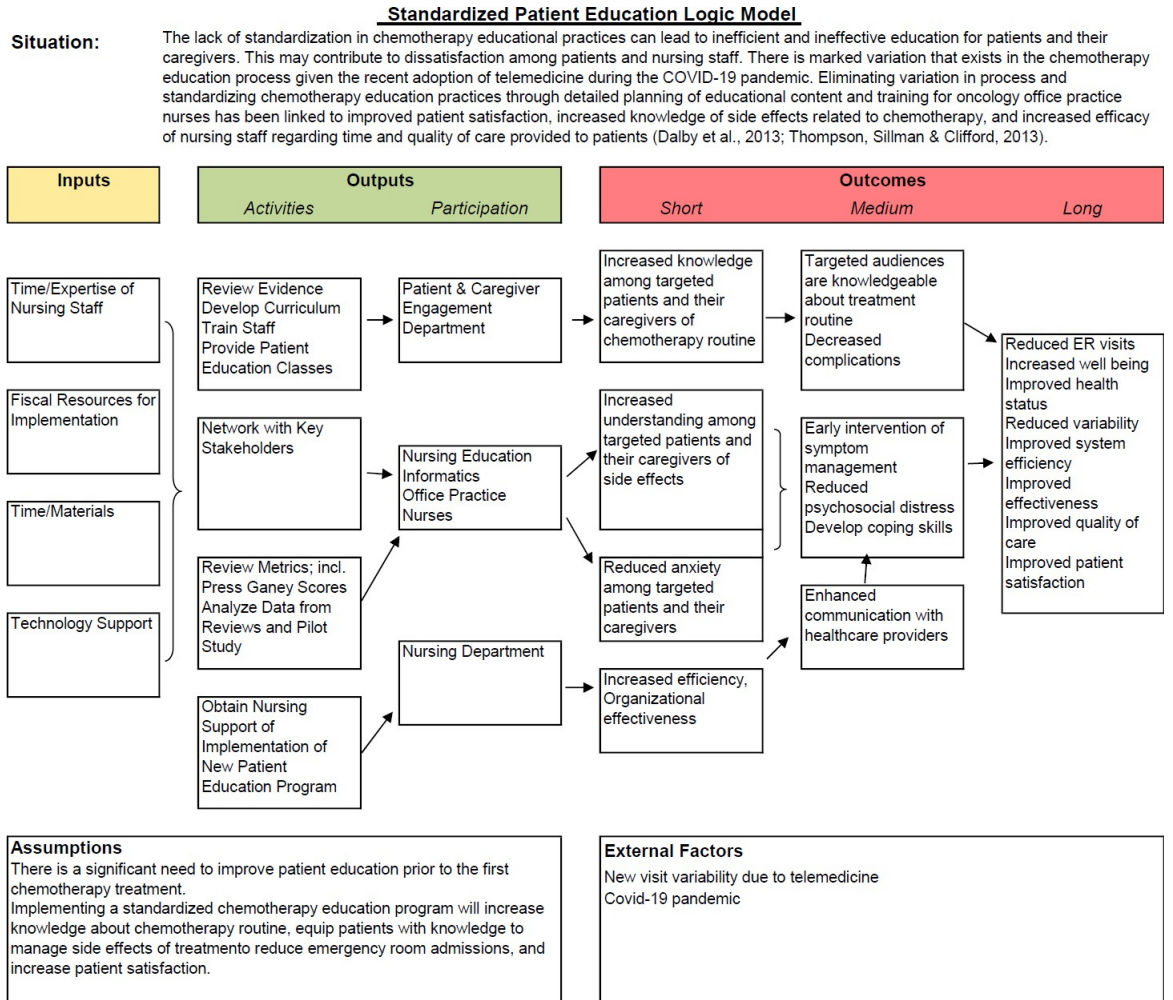 Standardized Patient Education Logic Model
Situation:
The lack of standardization in chemotherapy educational practices can lead to inefficient and ineffective education for patients and their
caregivers. This may contribute to dissatisfaction among patients and nursing staff. There is marked variation that exists in the chemotherapy
education process given the recent adoption of telemedicine during the COVID-19 pandemic. Eliminating variation in process and
standardizing chemotherapy education practices through detailed planning of educational content and training for oncology office practice
nurses has been linked to improved patient satisfaction, increased knowledge of side effects related to chemotherapy, and increased efficacy
of nursing staff regarding time and quality of care provided to patients (Dalby et al., 2013; Thompson, Sillman & Clifford, 2013).
Inputs
Outputs
Activities
Participation
Outcomes
Short
Medium
Long
Time/Expertise of
Nursing Staff
Fiscal Resources for
Implementation
Time/Materials
Technology Support
Review Evidence
Develop Curriculum
Train Staff
Provide Patient
Education Classes
Network with Key
Stakeholders
Review Metrics; incl.
Press Ganey Scores
Analyze Data from
Reviews and Pilot
Study
Obtain Nursing
Support of
Implementation of
New Patient
Education Program
Patient & Caregiver
Engagement
Department
Nursing Education
Informatics
Office Practice
Nurses
Nursing Department
Increased knowledge
among targeted
patients and their
caregivers of
chemotherapy routine
Increased
understanding among
targeted patients and
their caregivers of
side effects
Reduced anxiety
among targeted
patients and their
caregivers
Increased efficiency,
Organizational
effectiveness
Targeted audiences
are knowledgeable
about treatment
routine
Decreased
complications
Early intervention of
symptom
management
Reduced
psychosocial distress
Develop coping skills
Enhanced
communication with
healthcare providers
Reduced ER visits
Increased well being
Improved health
status
Reduced variability
Improved system
efficiency
Improved
effectiveness
Improved quality of
care
Improved patient
satisfaction
Assumptions
There is a significant need to improve patient education prior to the first
chemotherapy treatment.
Implementing a standardized chemotherapy education program will increase
knowledge about chemotherapy routine, equip patients with knowledge to
manage side effects of treatmento reduce emergency room admissions, and
increase patient satisfaction.
External Factors
New visit variability due to telemedicine
Covid-19 pandemic